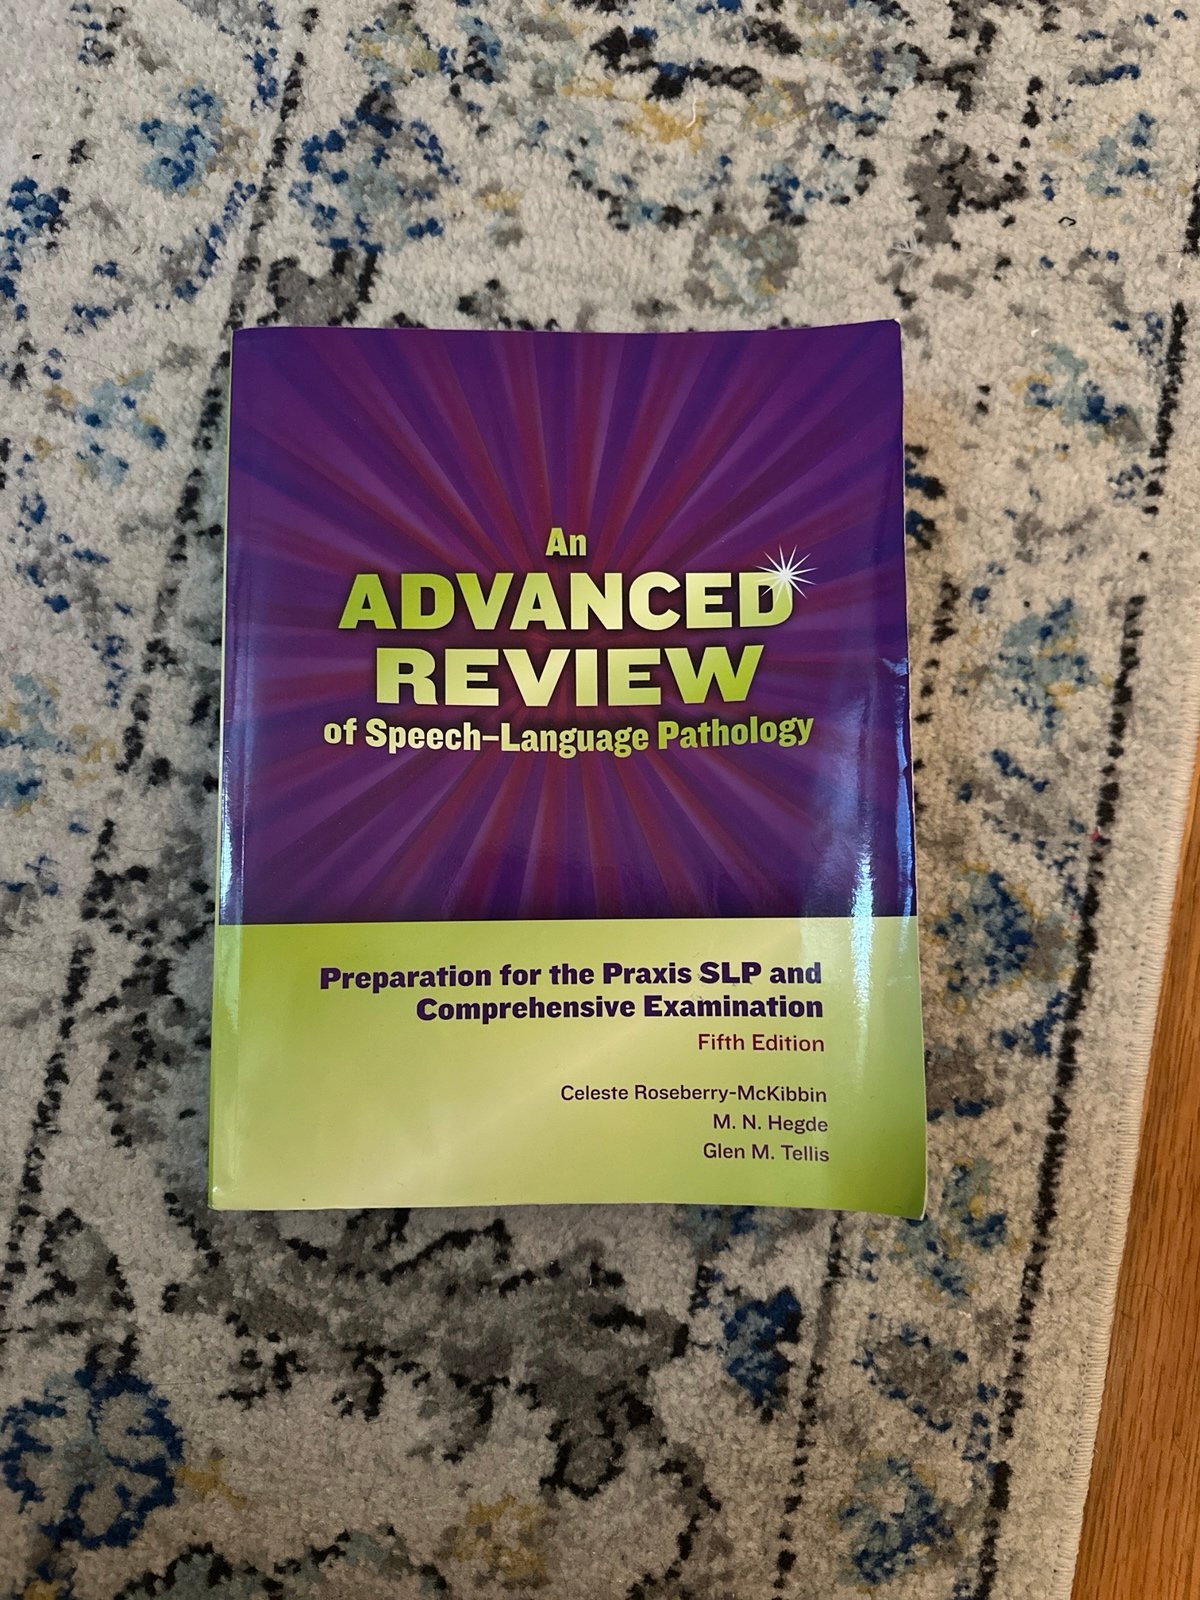 An
ADVANCED
REVIEW
of Speech-Language Pathology
Preparation for the Praxis SLP and
Comprehensive Examination
Fifth Edition
Celeste Roseberry-McKibbin
M. N. Hegde
Glen M. Tellis